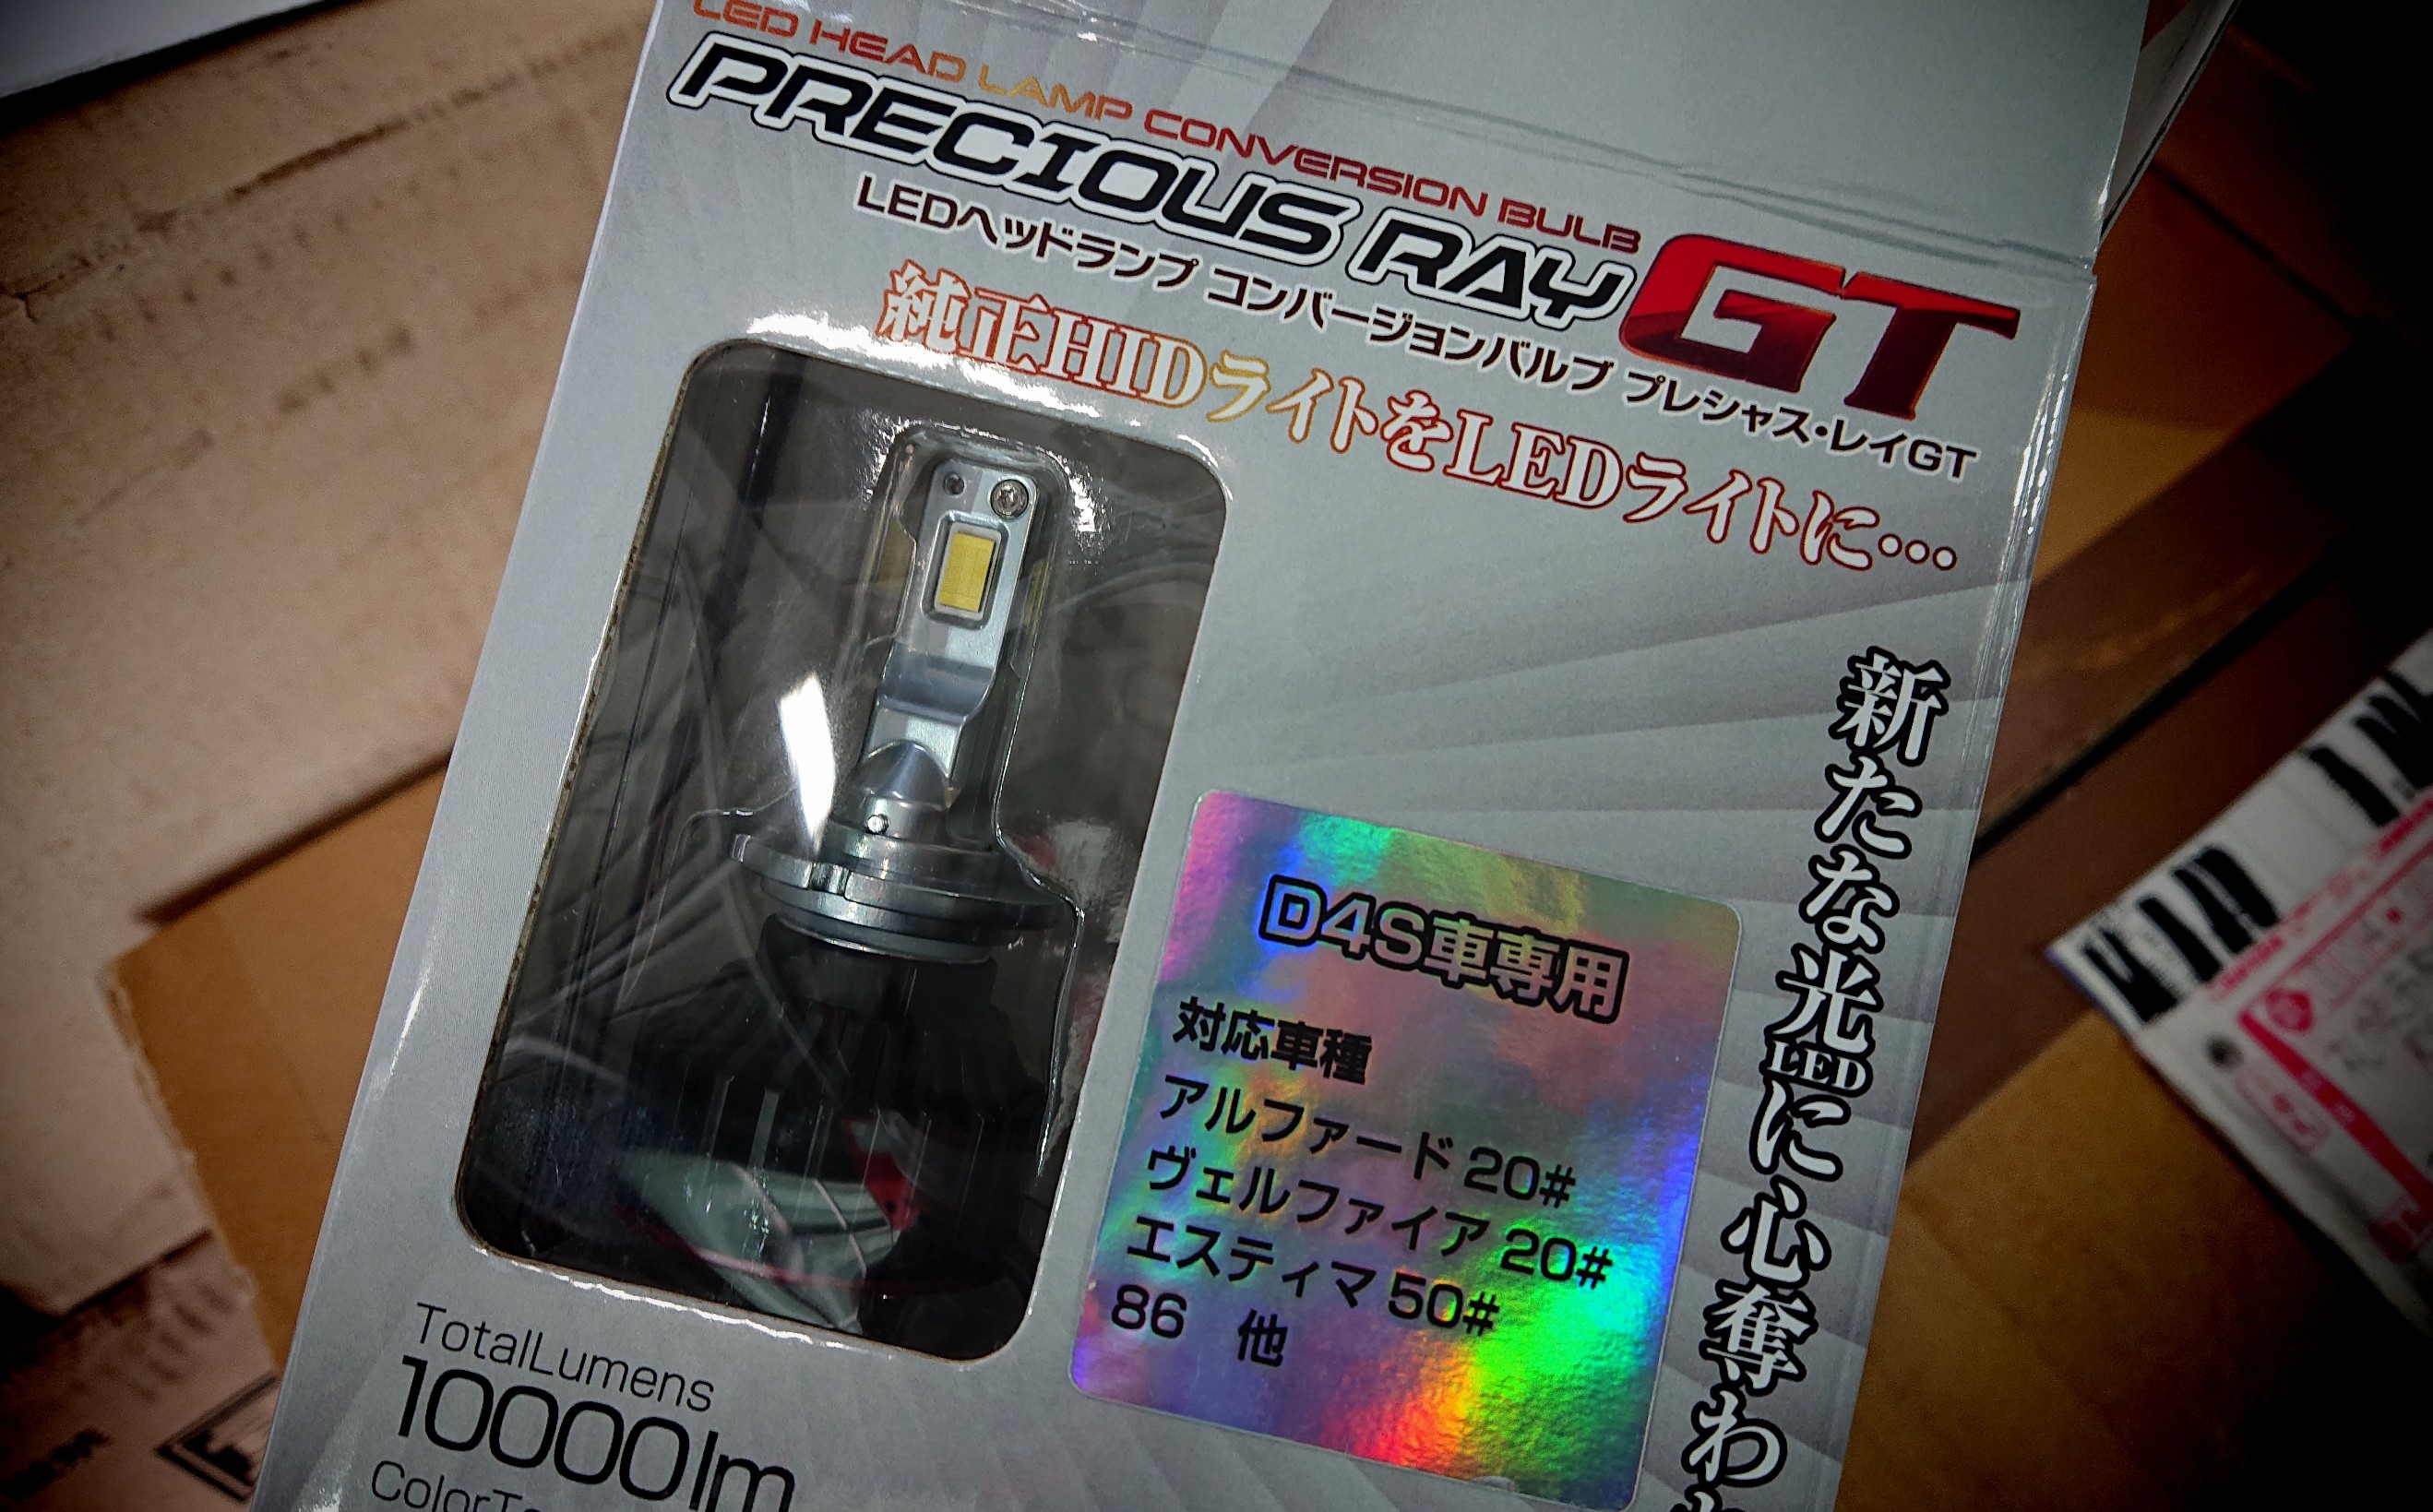 LED HEAD LAMP CONVERSION BULB
PRECIOUS RAY GT
LEDヘッドランプ コンバージョンバルブ プレシャス・レイGT
純正HIDライトをLEDライトに…
新たな光に心奪わ
LED
D4S車専用
対応車種
アルファード 20#
ヴェルファイア 20#
エスティマ 50#
86 他
TotalLumens
10000lm